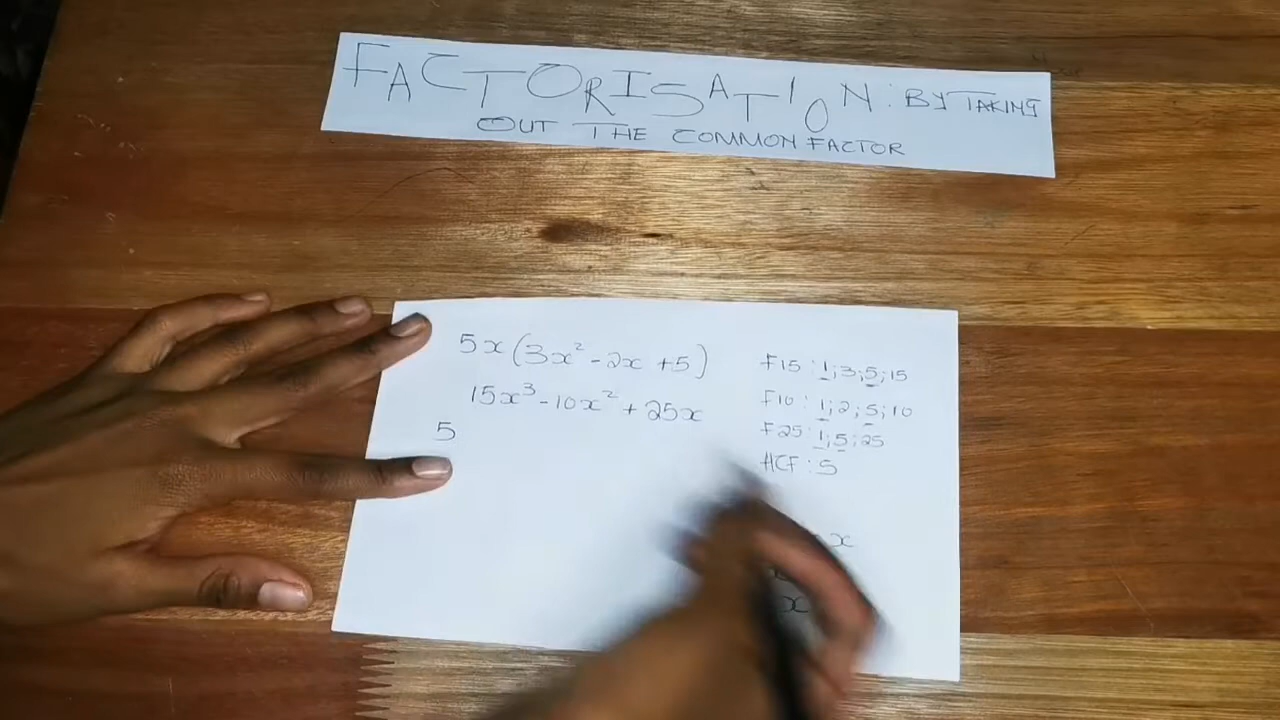 FACTORISATION: BY TAKING
OUT THE COMMON FACTOR
5x(3x² - 2x + 5)
15x³ - 10x² + 25x
5
F15 : 1;3;5;15
F10 : 1;2;5;10
F25 : 1;5;25
HCF : 5
x
x